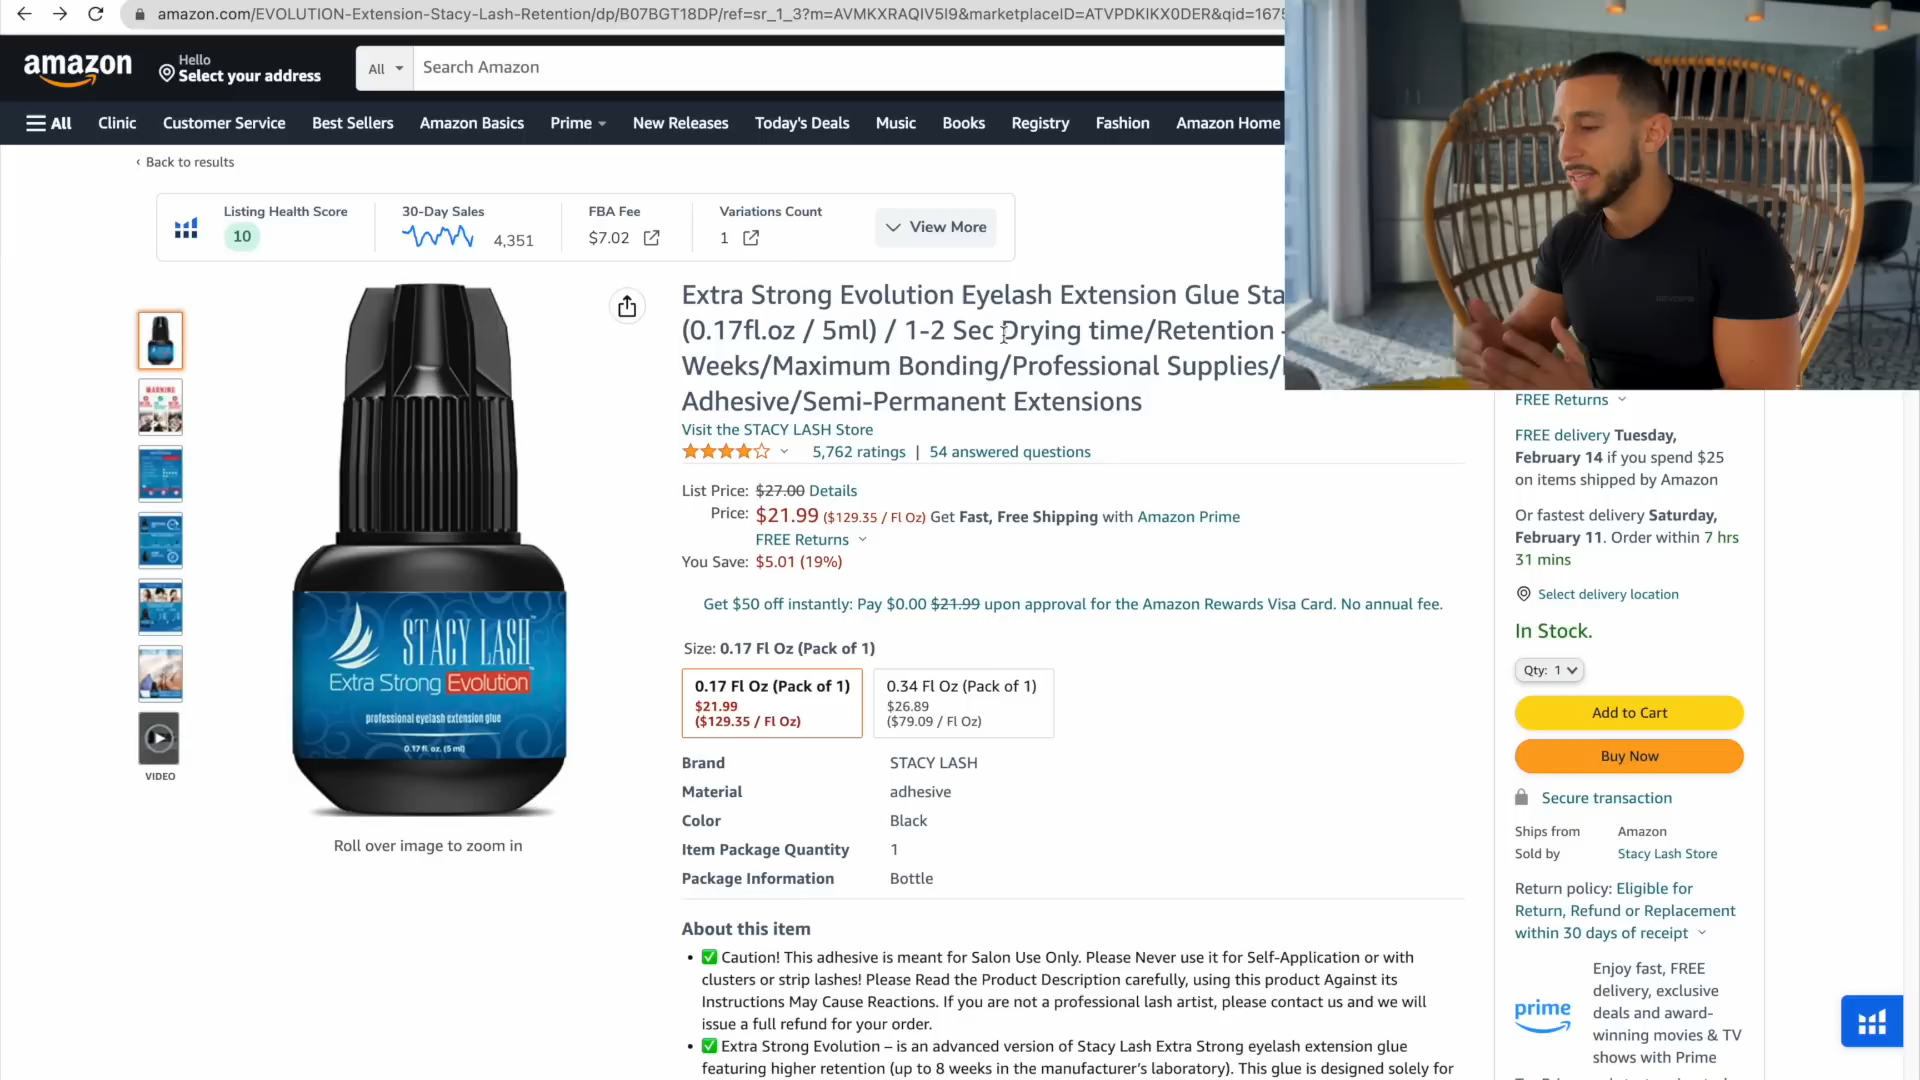 amazon.com/EVOLUTION-Extension-Stacy-Lash-Retention/dp/B07BGT18DP/ref=sr_1_3?m=AVMKXRAQIV5I9&marketplaceID=ATVPDKIKX0DER&qid=1675
amazon
Hello
Select your address
All
Search Amazon
All Clinic Customer Service Best Sellers Amazon Basics Prime New Releases Today's Deals Music Books Registry Fashion Amazon Home
‹ Back to results
Listing Health Score 30-Day Sales FBA Fee Variations Count
10 4,351 $7.02 1 View More
Extra Strong Evolution Eyelash Extension Glue Sta
(0.17fl.oz / 5ml) / 1-2 Sec Drying time/Retention -
Weeks/Maximum Bonding/Professional Supplies/
Adhesive/Semi-Permanent Extensions
Visit the STACY LASH Store
5,762 ratings | 54 answered questions
List Price: $27.00 Details
Price: $21.99 ($129.35 / Fl Oz) Get Fast, Free Shipping with Amazon Prime
FREE Returns
You Save: $5.01 (19%)
Get $50 off instantly: Pay $0.00 $21.99 upon approval for the Amazon Rewards Visa Card. No annual fee.
Size: 0.17 Fl Oz (Pack of 1)
0.17 Fl Oz (Pack of 1)
$21.99
($129.35 / Fl Oz)
0.34 Fl Oz (Pack of 1)
$26.89
($79.09 / Fl Oz)
Brand STACY LASH
Material adhesive
Color Black
Item Package Quantity 1
Package Information Bottle
About this item
• ✅ Caution! This adhesive is meant for Salon Use Only. Please Never use it for Self-Application or with
clusters or strip lashes! Please Read the Product Description carefully, using this product Against its
Instructions May Cause Reactions. If you are not a professional lash artist, please contact us and we will
issue a full refund for your order.
• ✅ Extra Strong Evolution – is an advanced version of Stacy Lash Extra Strong eyelash extension glue
featuring higher retention (up to 8 weeks in the manufacturer's laboratory). This glue is designed solely for
WARNING
VIDEO
STACY LASH™
Extra Strong Evolution
professional eyelash extension glue
0.17 fl. oz. (5 ml)
Roll over image to zoom in
FREE Returns
FREE delivery Tuesday,
February 14 if you spend $25
on items shipped by Amazon
Or fastest delivery Saturday,
February 11. Order within 7 hrs
31 mins
Select delivery location
In Stock.
Qty: 1
Add to Cart
Buy Now
Secure transaction
Ships from Amazon
Sold by Stacy Lash Store
Return policy: Eligible for
Return, Refund or Replacement
within 30 days of receipt
prime
Enjoy fast, FREE
delivery, exclusive
deals and award-
winning movies & TV
shows with Prime